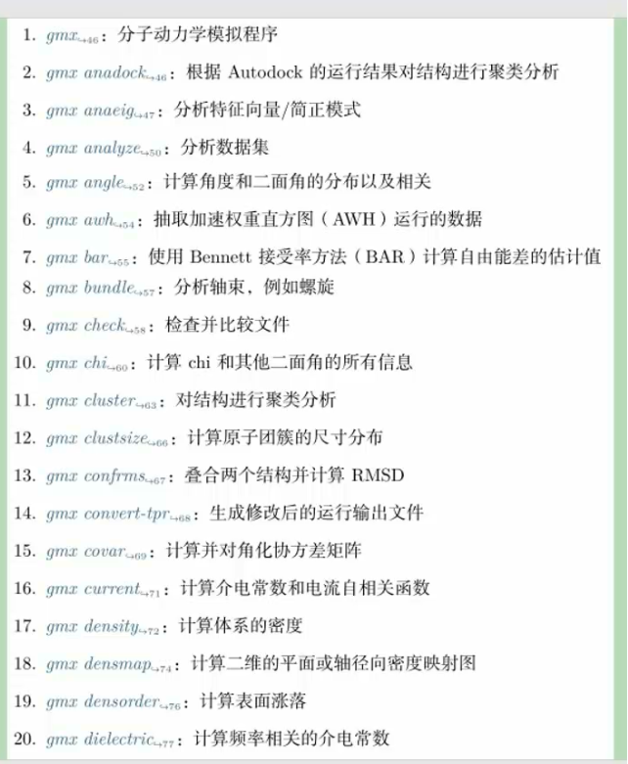 1. gmx↪46：分子动力学模拟程序
2. gmx anadock↪46：根据 Autodock 的运行结果对结构进行聚类分析
3. gmx anaeig↪47：分析特征向量/简正模式
4. gmx analyze↪50：分析数据集
5. gmx angle↪52：计算角度和二面角的分布以及相关
6. gmx awh↪54：抽取加速权重直方图（AWH）运行的数据
7. gmx bar↪55：使用 Bennett 接受率方法（BAR）计算自由能差的估计值
8. gmx bundle↪57：分析轴束，例如螺旋
9. gmx check↪58：检查并比较文件
10. gmx chi↪60：计算 chi 和其他二面角的所有信息
11. gmx cluster↪63：对结构进行聚类分析
12. gmx clustsize↪66：计算原子团簇的尺寸分布
13. gmx confrms↪67：叠合两个结构并计算 RMSD
14. gmx convert-tpr↪68：生成修改后的运行输出文件
15. gmx covar↪69：计算并对角化协方差矩阵
16. gmx current↪71：计算介电常数和电流自相关函数
17. gmx density↪72：计算体系的密度
18. gmx densmap↪74：计算二维的平面或轴径向密度映射图
19. gmx densorder↪76：计算表面涨落
20. gmx dielectric↪77：计算频率相关的介电常数